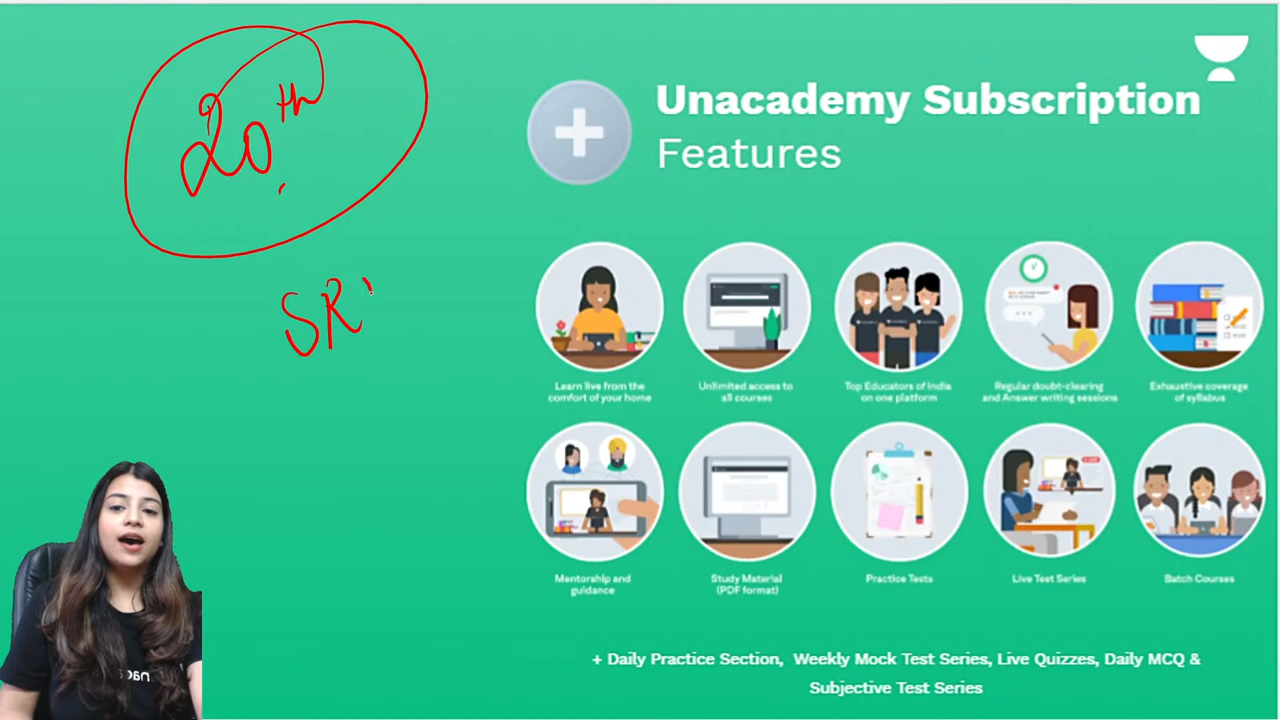 20th
SR
Unacademy Subscription
Features
Learn live from the
comfort of your home
Unlimited access to
all courses
Top Educators of India
on one platform
Regular doubt-clearing
and Answer writing sessions
Exhaustive coverage
of syllabus
Mentorship and
guidance
Study Material
(PDF format)
Practice Tests
Live Test Series
Batch Courses
+ Daily Practice Section, Weekly Mock Test Series, Live Quizzes, Daily MCQ &
Subjective Test Series